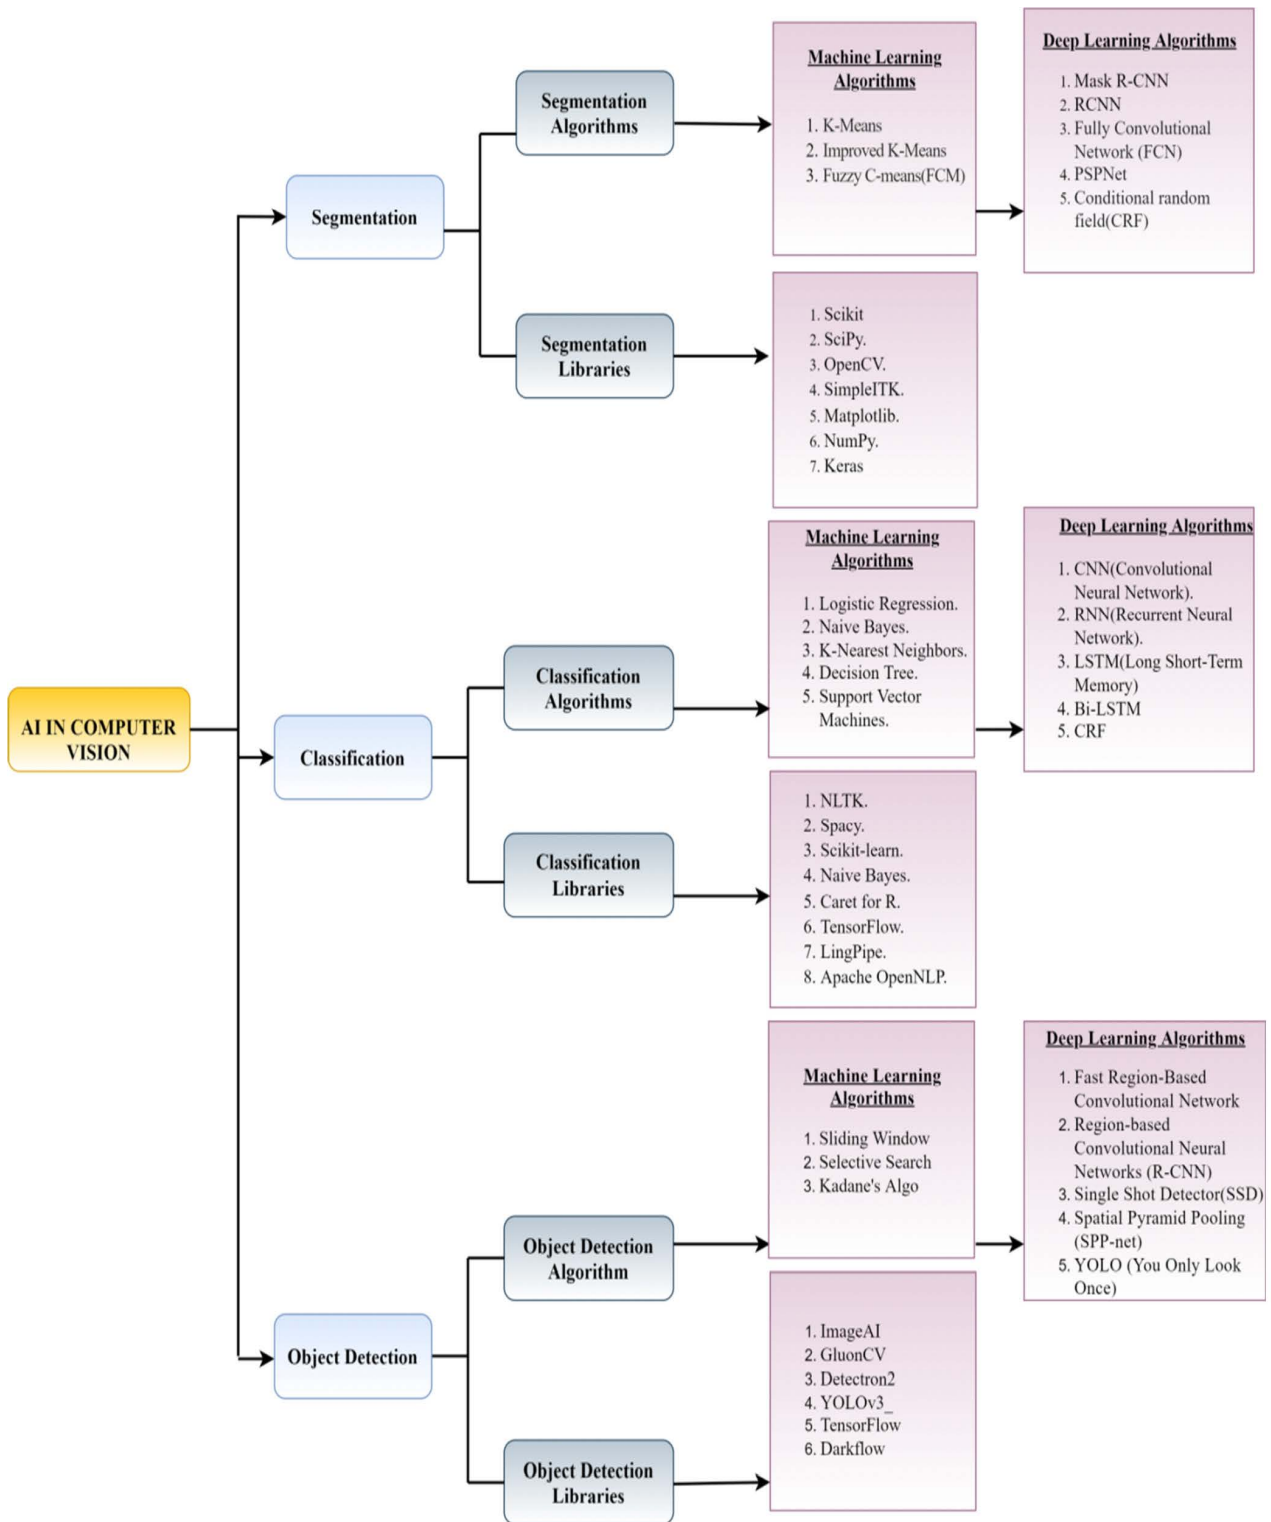 AI IN COMPUTER
VISION
Segmentation
Segmentation
Algorithms
Machine Learning
Algorithms
1. K-Means
2. Improved K-Means
3. Fuzzy C-means(FCM)
Deep Learning Algorithms
1. Mask R-CNN
2. RCNN
3. Fully Convolutional
Network (FCN)
4. PSPNet
5. Conditional random
field(CRF)
Segmentation
Libraries
1. Scikit
2. SciPy.
3. OpenCV.
4. SimpleITK.
5. Matplotlib.
6. NumPy.
7. Keras
Classification
Classification
Algorithms
Machine Learning
Algorithms
1. Logistic Regression.
2. Naive Bayes.
3. K-Nearest Neighbors.
4. Decision Tree.
5. Support Vector
Machines.
Deep Learning Algorithms
1. CNN(Convolutional
Neural Network).
2. RNN(Recurrent Neural
Network).
3. LSTM(Long Short-Term
Memory)
4. Bi-LSTM
5. CRF
Classification
Libraries
1. NLTK.
2. Spacy.
3. Scikit-learn.
4. Naive Bayes.
5. Caret for R.
6. TensorFlow.
7. LingPipe.
8. Apache OpenNLP.
Object Detection
Object Detection
Algorithm
Machine Learning
Algorithms
1. Sliding Window
2. Selective Search
3. Kadane's Algo
Deep Learning Algorithms
1. Fast Region-Based
Convolutional Network
2. Region-based
Convolutional Neural
Networks (R-CNN)
3. Single Shot Detector(SSD)
4. Spatial Pyramid Pooling
(SPP-net)
5. YOLO (You Only Look
Once)
Object Detection
Libraries
1. ImageAI
2. GluonCV
3. Detectron2
4. YOLOv3_
5. TensorFlow
6. Darkflow